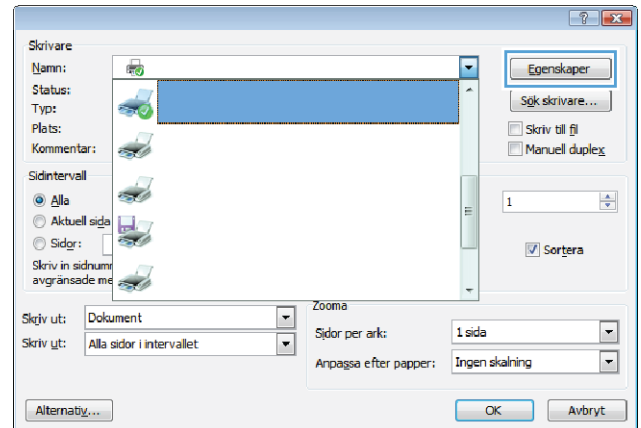 Skrivare
Namn:
Egenskaper
Status:
Sök skrivare...
Typ:
Plats:
Skriv till fil
Kommentar:
Manuell duplex
Sidintervall
Alla
1
Aktuell sida
Sidor:
Sortera
Skriv in sidnumr
avgränsade me
Zooma
Skriv ut: Dokument
Sidor per ark: 1 sida
Skriv ut: Alla sidor i intervallet
Anpassa efter papper: Ingen skalning
Alternativ...
OK
Avbryt